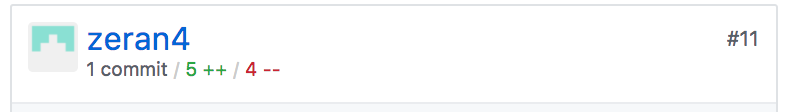 zeran4 #11
1 commit / 5 ++ / 4 --